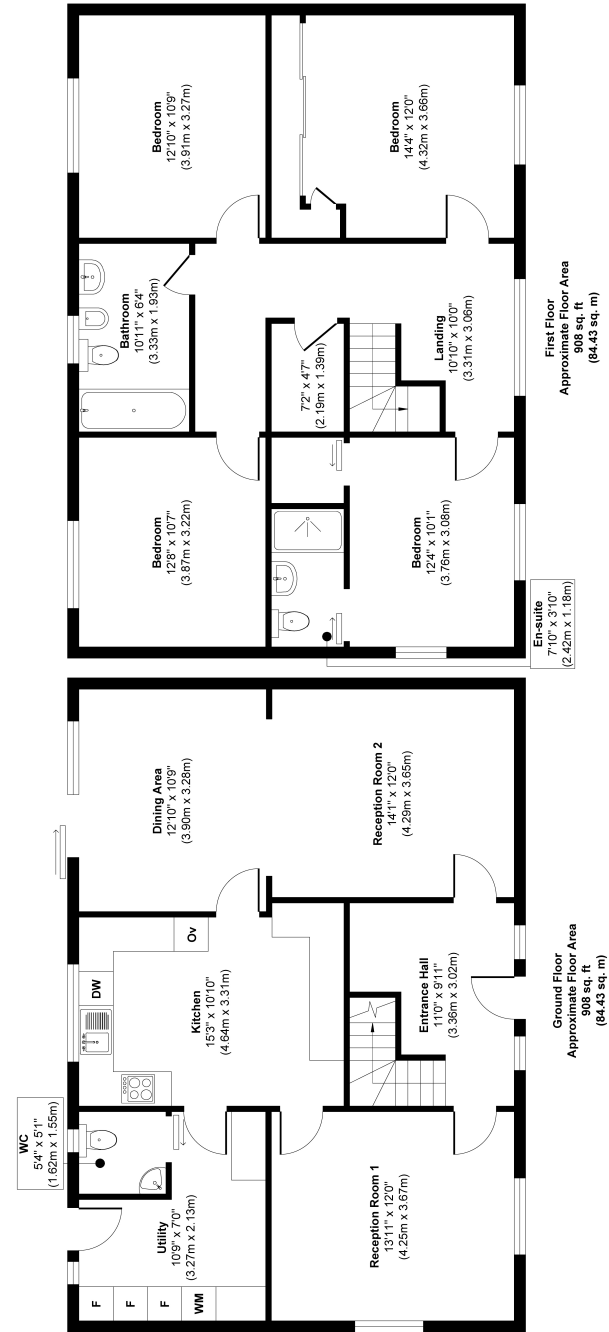 WC
5'4" x 5'1"
(1.62m x 1.55m)
Utility
10'9" x 7'0"
(3.27m x 2.13m)
F
F
F
WM
DW
Ov
Kitchen
15'3" x 10'10"
(4.64m x 3.31m)
Dining Area
12'10" x 10'9"
(3.90m x 3.28m)
Reception Room 1
13'11" x 12'0"
(4.25m x 3.67m)
Entrance Hall
11'0" x 9'11"
(3.36m x 3.02m)
Reception Room 2
14'1" x 12'0"
(4.29m x 3.65m)
Ground Floor
Approximate Floor Area
908 sq. ft
(84.43 sq. m)
Bedroom
12'8" x 10'7"
(3.87m x 3.22m)
Bathroom
10'11" x 6'4"
(3.33m x 1.93m)
Bedroom
12'10" x 10'9"
(3.91m x 3.27m)
7'2" x 4'7"
(2.19m x 1.39m)
Bedroom
12'4" x 10'1"
(3.76m x 3.08m)
Landing
10'10" x 10'0"
(3.31m x 3.06m)
Bedroom
14'4" x 12'0"
(4.32m x 3.66m)
En-suite
7'10" x 3'10"
(2.42m x 1.18m)
First Floor
Approximate Floor Area
908 sq. ft
(84.43 sq. m)